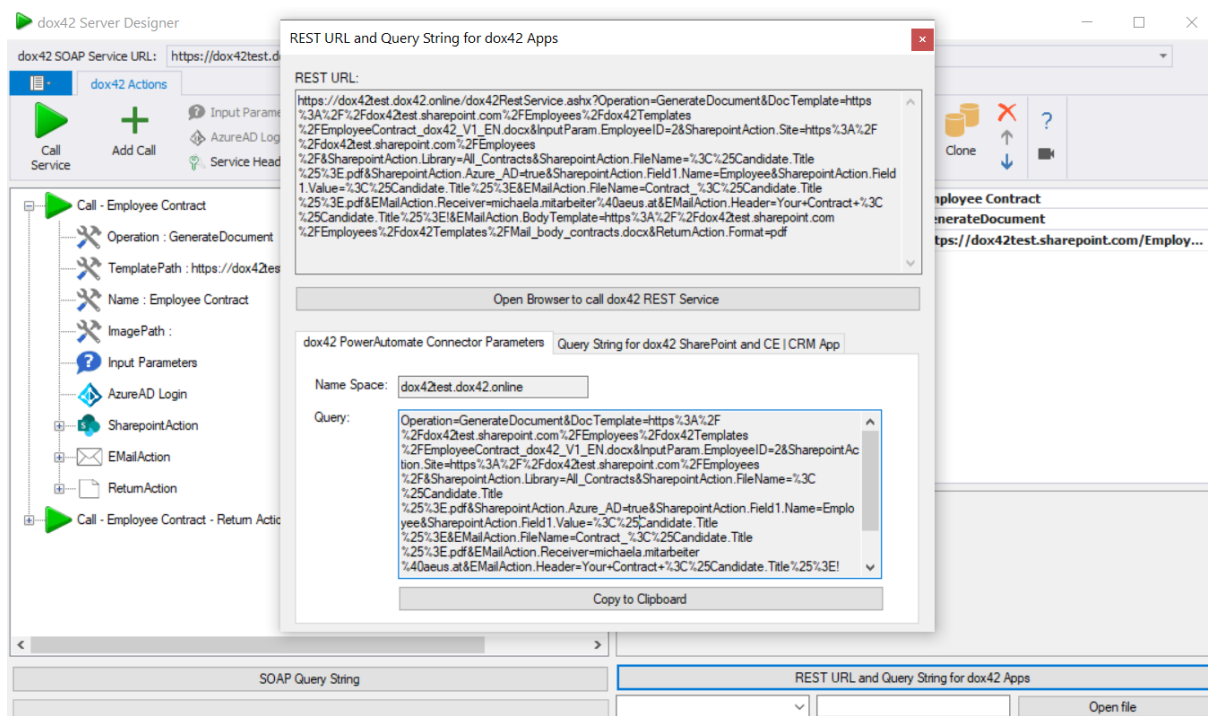 dox42 Server Designer
dox42 SOAP Service URL: https://dox42test.d
dox42 Actions
Call
Service
Add Call
Input Parame
AzureAD Log
Service Head
Clone
Call - Employee Contract
Operation : GenerateDocument
TemplatePath : https://dox42tes
Name : Employee Contract
ImagePath :
Input Parameters
AzureAD Login
SharepointAction
EMailAction
ReturnAction
Call - Employee Contract - Return Actic
REST URL and Query String for dox42 Apps
REST URL:
https://dox42test.dox42.online/dox42RestService.ashx?Operation=GenerateDocument&DocTemplate=https
%3A%2F%2Fdox42test.sharepoint.com%2FEmployees%2Fdox42Templates
%2FEmployeeContract_dox42_V1_EN.docx&InputParam.EmployeeID=2&SharepointAction.Site=https%3A%2F
%2Fdox42test.sharepoint.com%2FEmployees
%2F&SharepointAction.Library=All_Contracts&SharepointAction.FileName=%3C%25Candidate.Title
%25%3E.pdf&SharepointAction.Azure_AD=true&SharepointAction.Field1.Name=Employee&SharepointAction.Field
1.Value=%3C%25Candidate.Title%25%3E&EMailAction.FileName=Contract_%3C%25Candidate.Title
%25%3E.pdf&EMailAction.Receiver=michaela.mitarbeiter%40aeus.at&EMailAction.Header=Your+Contract+%3C
%25Candidate.Title%25%3E!&EMailAction.BodyTemplate=https%3A%2F%2Fdox42test.sharepoint.com
%2FEmployees%2Fdox42Templates%2FMail_body_contracts.docx&ReturnAction.Format=pdf
Open Browser to call dox42 REST Service
dox42 PowerAutomate Connector Parameters
Query String for dox42 SharePoint and CE | CRM App
Name Space: dox42test.dox42.online
Query:
Operation=GenerateDocument&DocTemplate=https%3A%2F
%2Fdox42test.sharepoint.com%2FEmployees%2Fdox42Templates
%2FEmployeeContract_dox42_V1_EN.docx&InputParam.EmployeeID=2&SharepointAc
tion.Site=https%3A%2F%2Fdox42test.sharepoint.com%2FEmployees
%2F&SharepointAction.Library=All_Contracts&SharepointAction.FileName=%3C
%25Candidate.Title
%25%3E.pdf&SharepointAction.Azure_AD=true&SharepointAction.Field1.Name=Emplo
yee&SharepointAction.Field1.Value=%3C%25Candidate.Title
%25%3E&EMailAction.FileName=Contract_%3C%25Candidate.Title
%25%3E.pdf&EMailAction.Receiver=michaela.mitarbeiter
%40aeus.at&EMailAction.Header=Your+Contract+%3C%25Candidate.Title%25%3E!
Copy to Clipboard
nployee Contract
enerateDocument
tps://dox42test.sharepoint.com/Employ...
SOAP Query String
REST URL and Query String for dox42 Apps
Open file